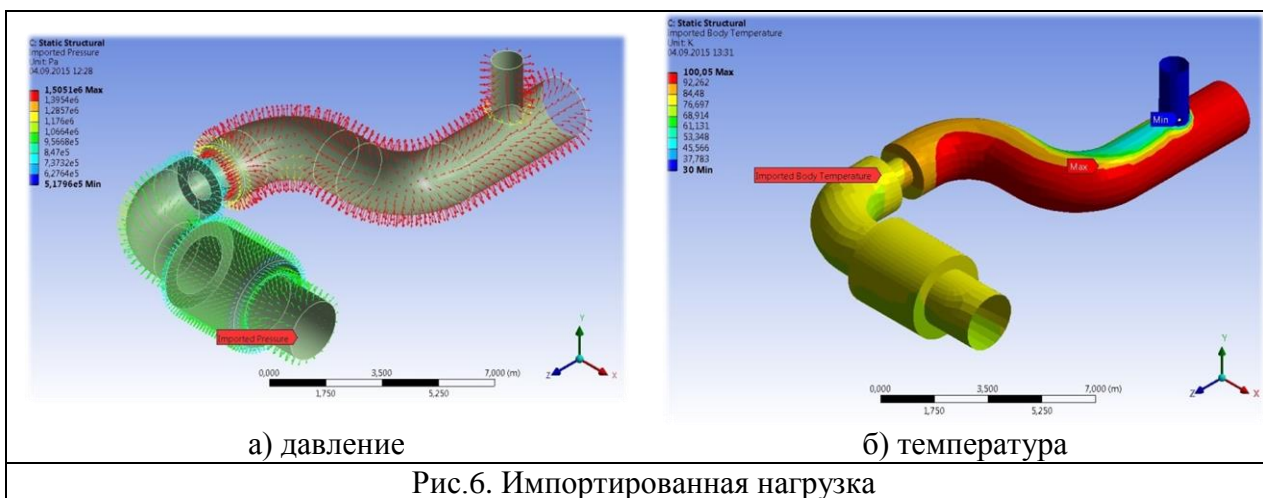 C: Static Structural
Imported Pressure
Unit: Pa
04.09.2015 12:28
1,5051e6 Max
1,3954e6
1,2857e6
1,176e6
1,0664e6
9,5668e5
8,47e5
7,3732e5
6,2764e5
5,1796e5 Min
Imported Pressure
0,000
3,500
7,000 (m)
1,750
5,250
Y
Z
X
C: Static Structural
Imported Body Temperature
Unit: K
04.09.2015 13:31
100,05 Max
92,262
84,48
76,697
68,914
61,131
53,348
45,566
37,783
30 Min
Min
Max
Imported Body Temperature
0,000
3,500
7,000 (m)
1,750
5,250
Y
Z
X
а) давление
б) температура
Рис.6. Импортированная нагрузка